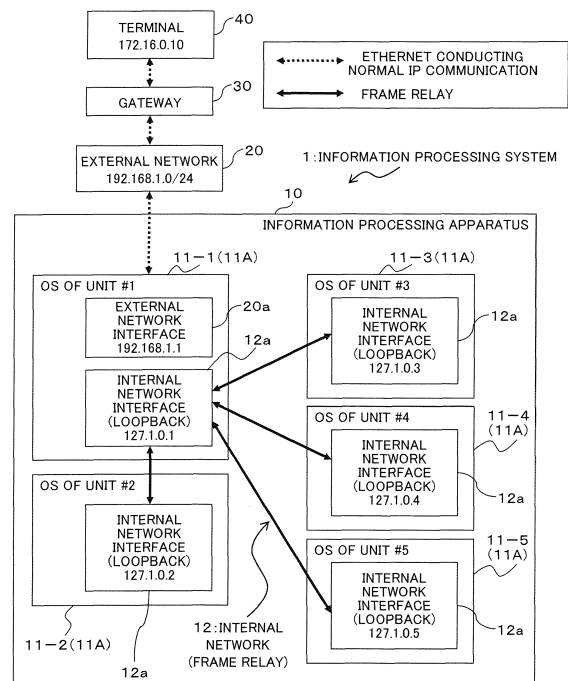 TERMINAL
172.16.0.10
40
GATEWAY
30
EXTERNAL NETWORK
192.168.1.0/24
20
ETHERNET CONDUCTING
NORMAL IP COMMUNICATION
FRAME RELAY
1:INFORMATION PROCESSING SYSTEM
10
INFORMATION PROCESSING APPARATUS
11-1(11A)
OS OF UNIT #1
EXTERNAL
NETWORK
INTERFACE
192.168.1.1
20a
12a
INTERNAL
NETWORK
INTERFACE
(LOOPBACK)
127.1.0.1
OS OF UNIT #2
INTERNAL
NETWORK
INTERFACE
(LOOPBACK)
127.1.0.2
11-2(11A)
12a
12:INTERNAL
NETWORK
(FRAME RELAY)
11-3(11A)
OS OF UNIT #3
INTERNAL
NETWORK
INTERFACE
(LOOPBACK)
127.1.0.3
12a
OS OF UNIT #4
INTERNAL
NETWORK
INTERFACE
(LOOPBACK)
127.1.0.4
11-4
(11A)
12a
OS OF UNIT #5
INTERNAL
NETWORK
INTERFACE
(LOOPBACK)
127.1.0.5
11-5
(11A)
12a